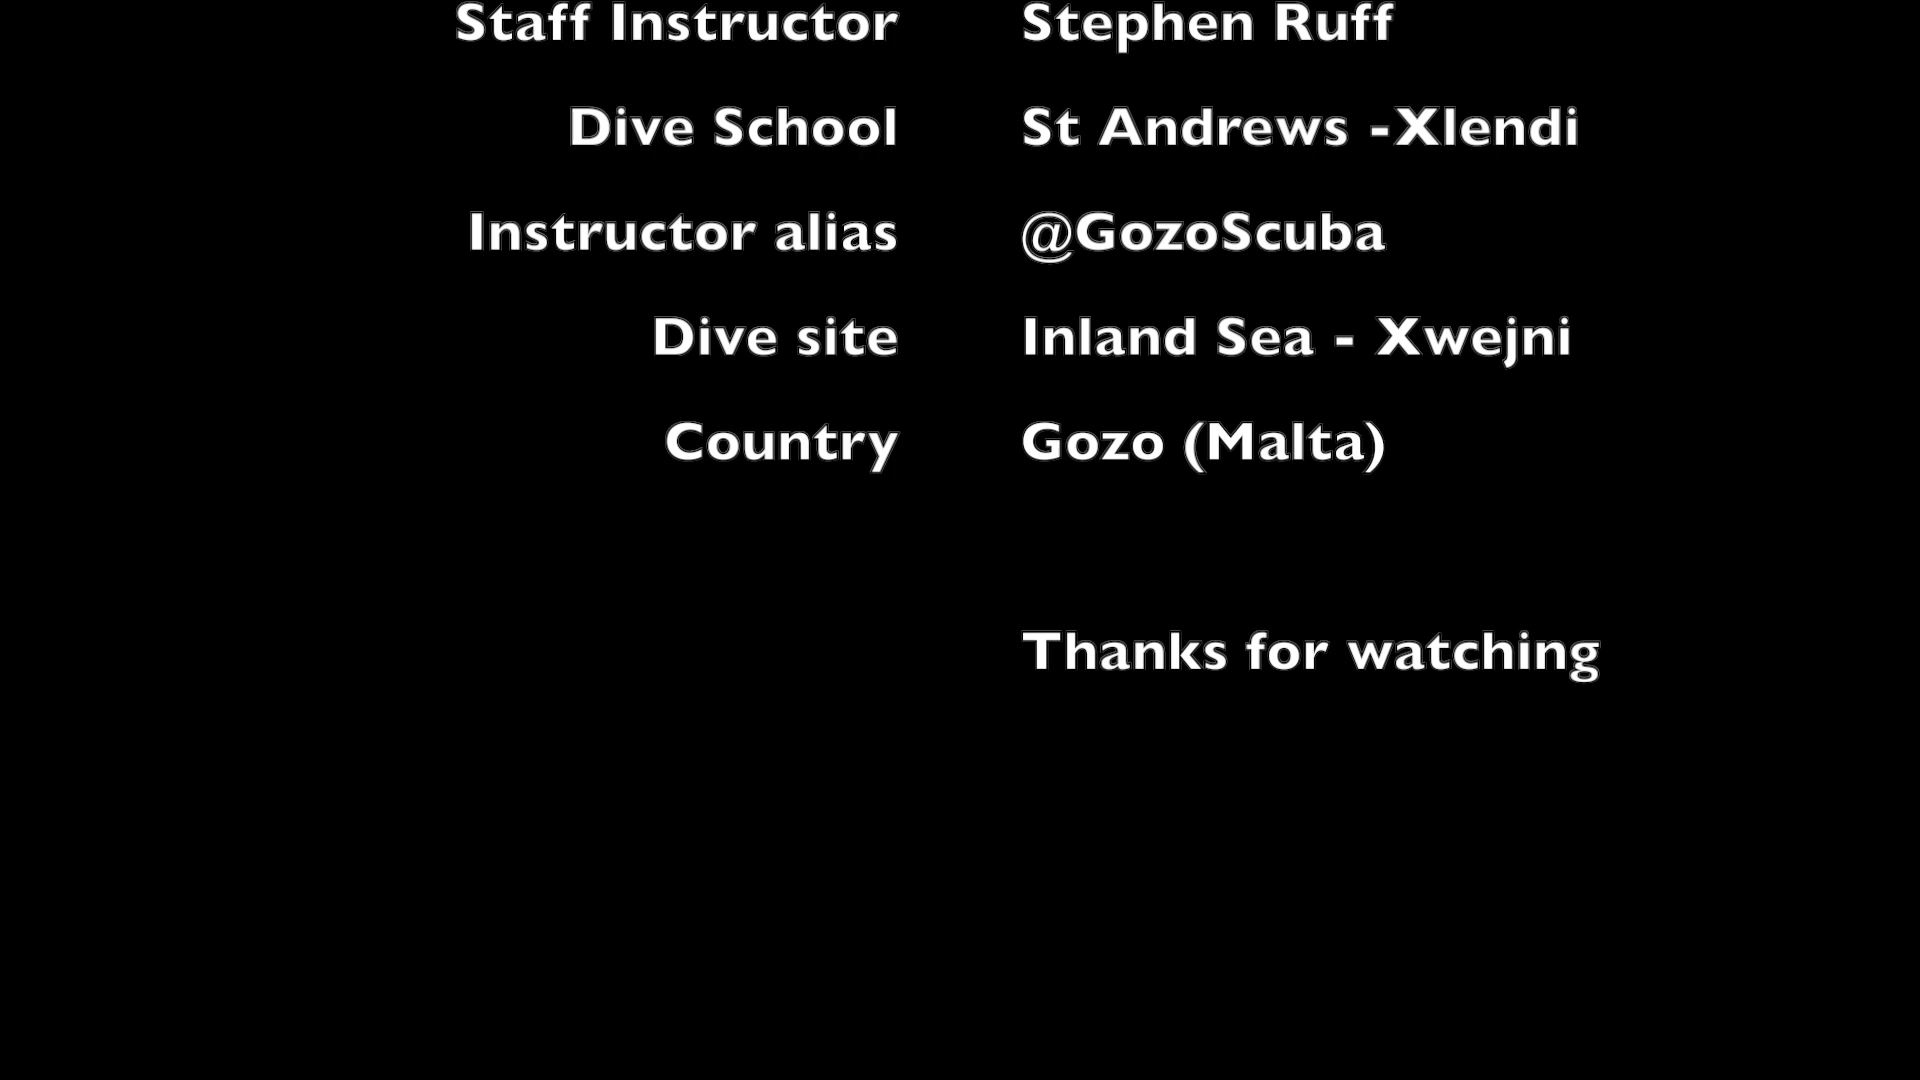 Staff Instructor Stephen Ruff
Dive School St Andrews -Xlendi
Instructor alias @GozoScuba
Dive site Inland Sea - Xwejni
Country Gozo (Malta)
Thanks for watching